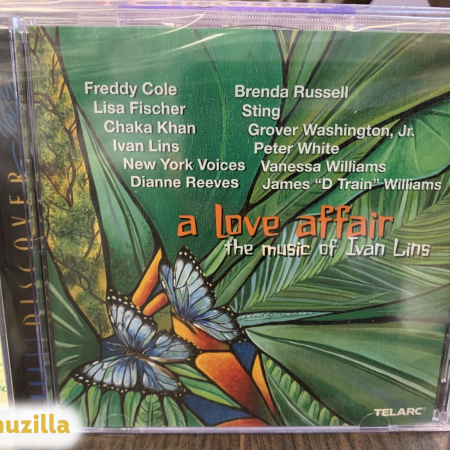 Freddy Cole
Brenda Russell
Lisa Fischer
Sting
Chaka Khan
Grover Washington, Jr.
Ivan Lins
Peter White
New York Voices
Vanessa Williams
Dianne Reeves
James "D Train" Williams
a love affair
the music of Ivan Lins
TELARC
DISCOVER
uzilla